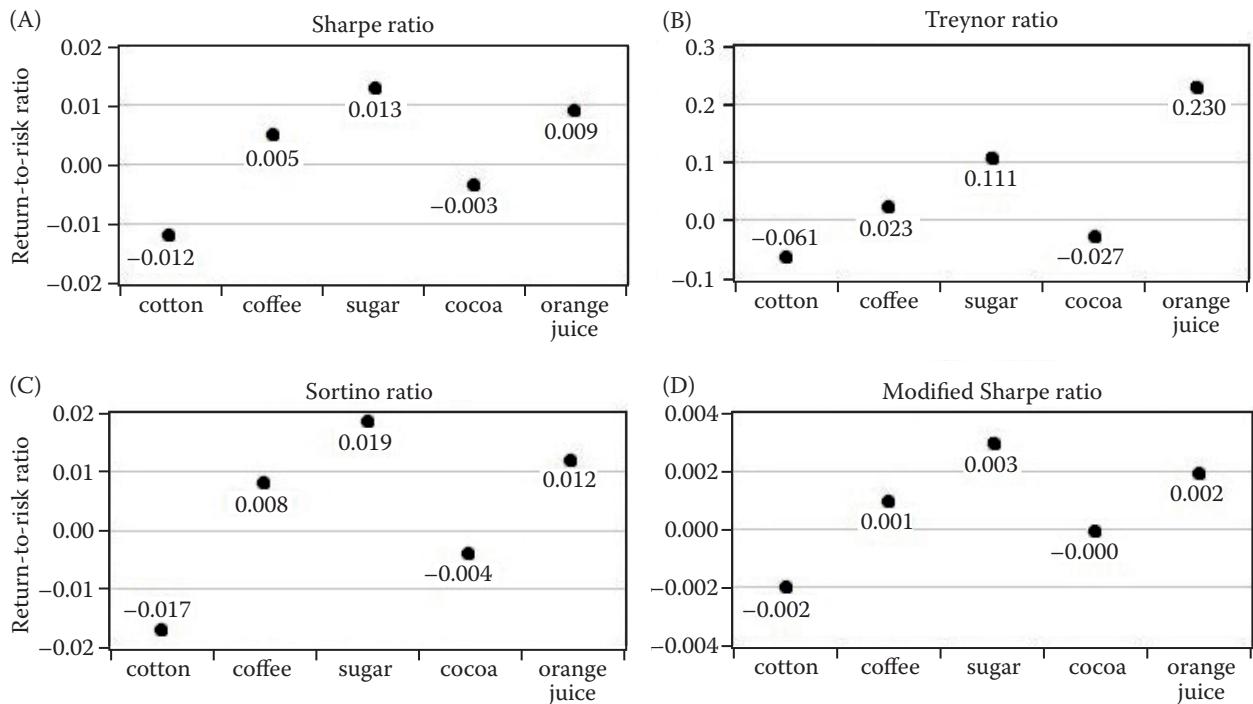 (A)
Sharpe ratio
Return-to-risk ratio
0.02
0.01
0.00
−0.01
−0.02
−0.012
0.005
0.013
−0.003
0.009
cotton
coffee
sugar
cocoa
orange
juice
(B)
Treynor ratio
0.3
0.2
0.1
0.0
−0.1
−0.061
0.023
0.111
−0.027
0.230
cotton
coffee
sugar
cocoa
orange
juice
(C)
Sortino ratio
Return-to-risk ratio
0.02
0.01
0.00
−0.01
−0.02
−0.017
0.008
0.019
−0.004
0.012
cotton
coffee
sugar
cocoa
orange
juice
(D)
Modified Sharpe ratio
0.004
0.002
0.000
−0.002
−0.004
−0.002
0.001
0.003
−0.000
0.002
cotton
coffee
sugar
cocoa
orange
juice